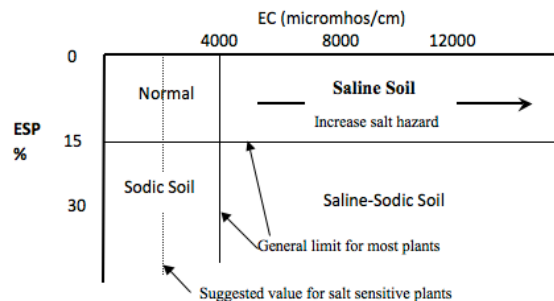 EC (micromhos/cm)
4000 8000 12000
0
Normal
Saline Soil
Increase salt hazard
ESP
%
15
Sodic Soil
Saline-Sodic Soil
30
General limit for most plants
Suggested value for salt sensitive plants